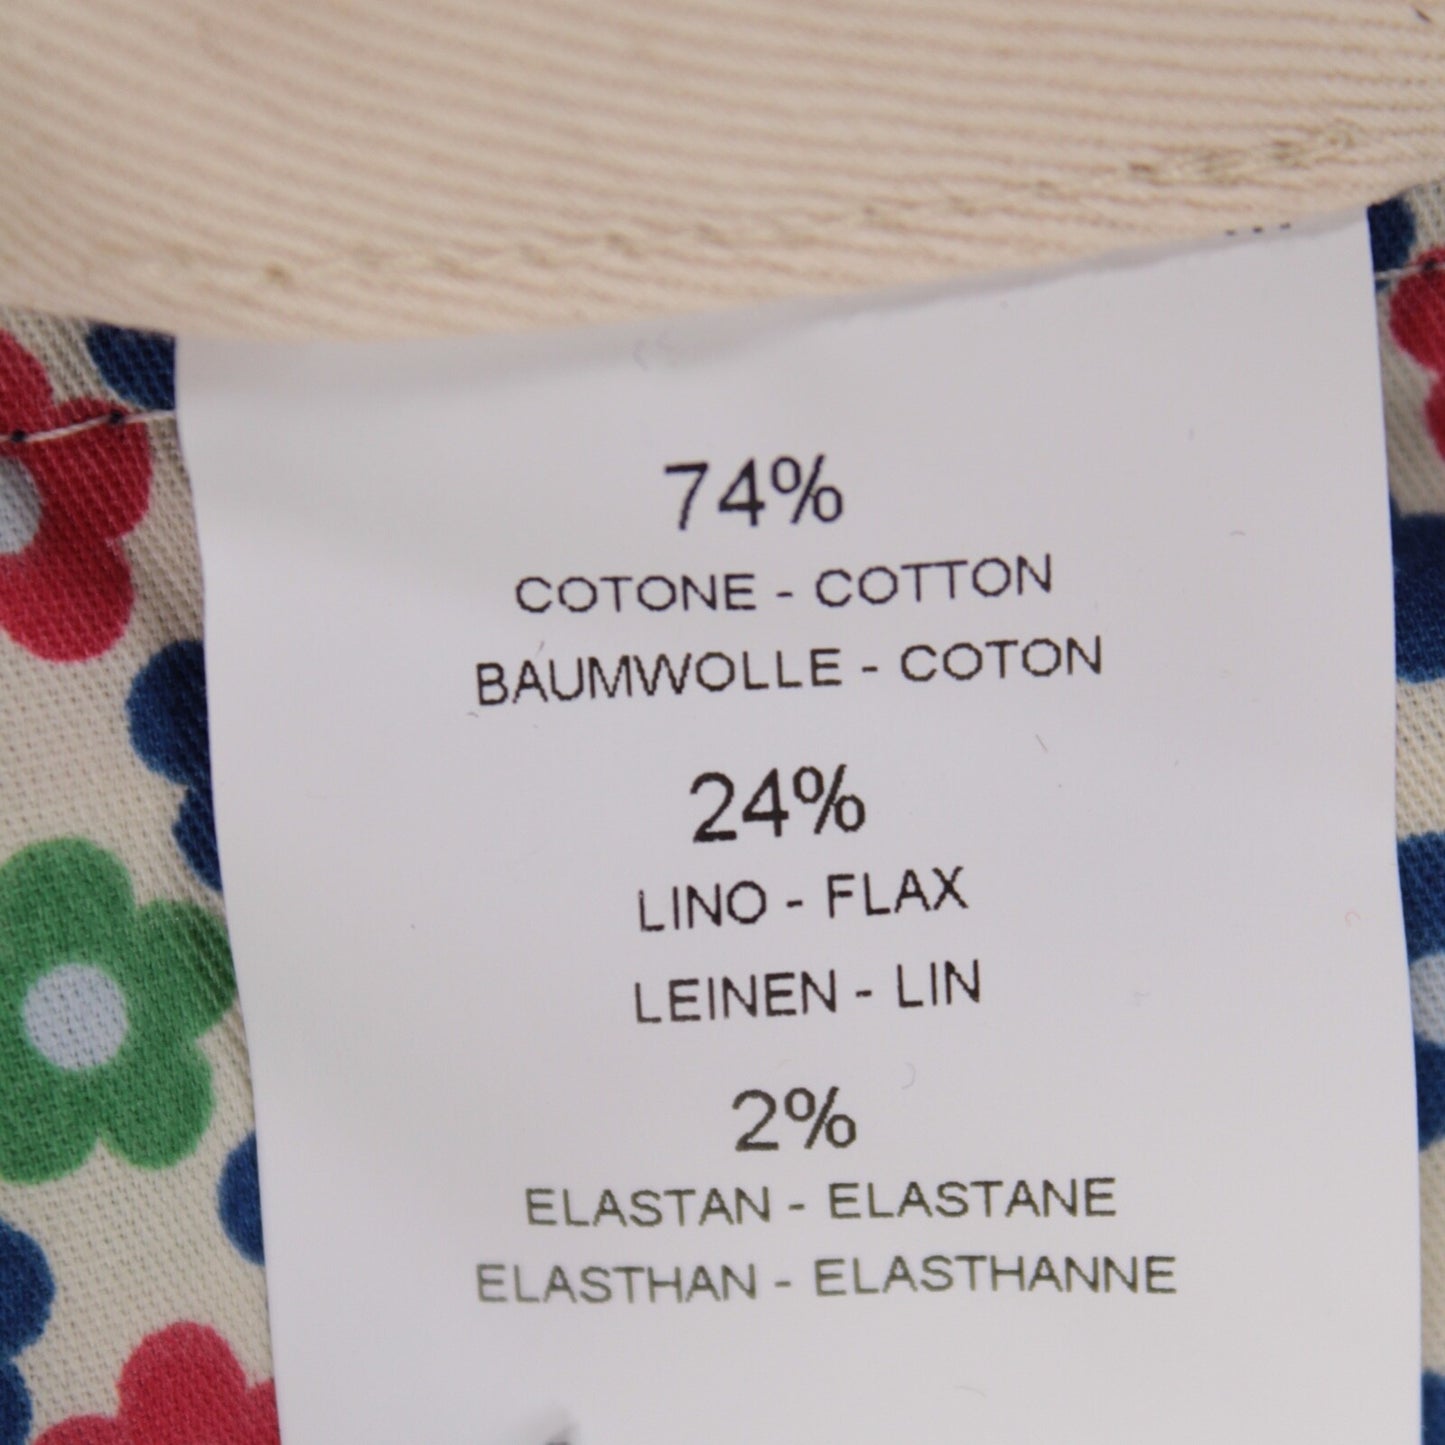 74%
COTONE - COTTON
BAUMWOLLE - COTON
24%
LINO - FLAX
LEINEN - LIN
2%
ELASTAN - ELASTANE
ELASTHAN - ELASTHANNE